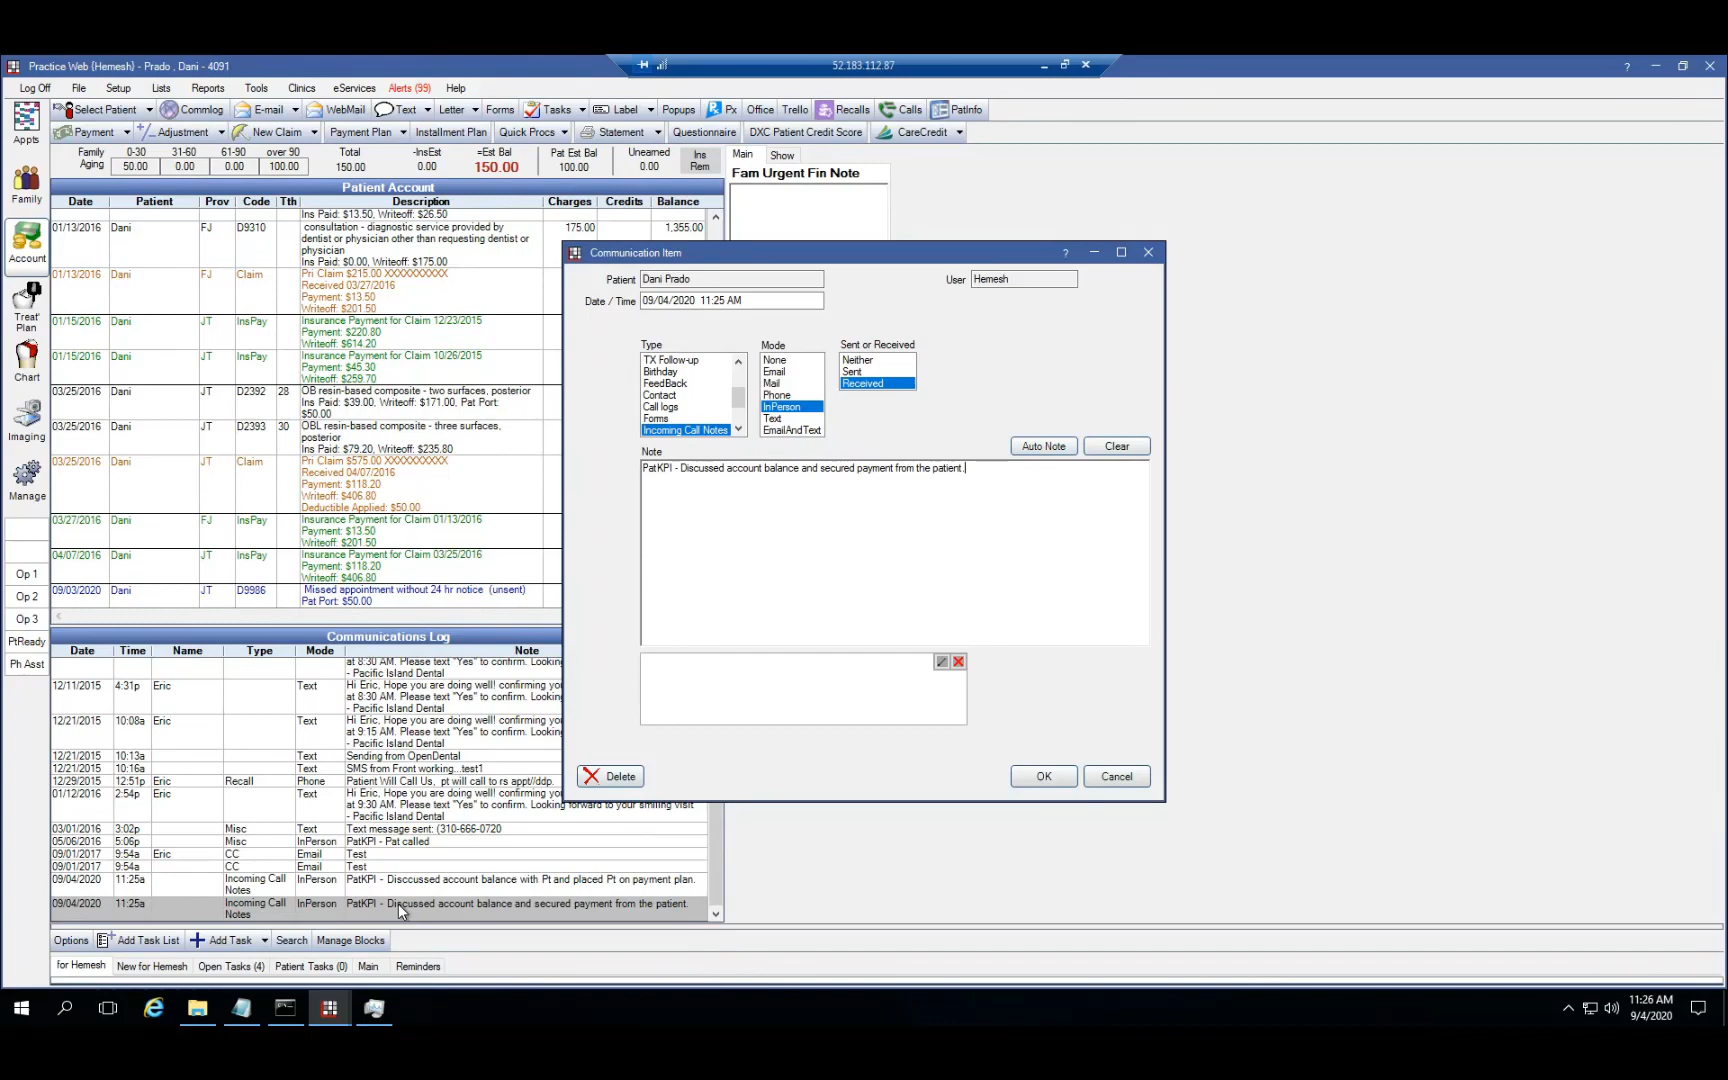 Practice Web {Hemesh} - Prado , Dani - 4091
52.183.112.87
Log Off File Setup Lists Reports Tools Clinics eServices Alerts (99) Help
Select Patient Commlog E-mail WebMail Text Letter Forms Tasks Label Popups Px Office Trello Recalls Calls PatInfo
Payment Adjustment New Claim Payment Plan Installment Plan Quick Procs Statement Questionnaire DXC Patient Credit Score CareCredit
Appts
Family
Account
Treat'
Plan
Chart
Imaging
Manage
Op 1
Op 2
Op 3
PtReady
Ph Asst
Family 0-30 31-60 61-90 over 90 Total -InsEst =Est Bal Pat Est Bal Unearned Ins
Aging 50.00 0.00 0.00 100.00 150.00 0.00 150.00 100.00 0.00 Rem
Main Show
Fam Urgent Fin Note
Patient Account
Date Patient Prov Code Tth Description Charges Credits Balance
Ins Paid: $13.50, Writeoff: $26.50
01/13/2016 Dani FJ D9310 consultation - diagnostic service provided by 175.00 1,355.00
dentist or physician other than requesting dentist or
physician
Ins Paid: $0.00, Writeoff: $175.00
01/13/2016 Dani FJ Claim Pri Claim $215.00 XXXXXXXXXX
Received 03/27/2016
Payment: $13.50
Writeoff: $201.50
01/15/2016 Dani JT InsPay Insurance Payment for Claim 12/23/2015
Payment: $220.80
Writeoff: $614.20
01/15/2016 Dani JT InsPay Insurance Payment for Claim 10/26/2015
Payment: $45.30
Writeoff: $259.70
03/25/2016 Dani JT D2392 28 OB resin-based composite - two surfaces, posterior
Ins Paid: $39.00, Writeoff: $171.00, Pat Port:
$50.00
03/25/2016 Dani JT D2393 30 OBL resin-based composite - three surfaces,
posterior
Ins Paid: $79.20, Writeoff: $235.80
03/25/2016 Dani JT Claim Pri Claim $575.00 XXXXXXXXXX
Received 04/07/2016
Payment: $118.20
Writeoff: $406.80
Deductible Applied: $50.00
03/27/2016 Dani FJ InsPay Insurance Payment for Claim 01/13/2016
Payment: $13.50
Writeoff: $201.50
04/07/2016 Dani JT InsPay Insurance Payment for Claim 03/25/2016
Payment: $118.20
Writeoff: $406.80
09/03/2020 Dani JT D9986 Missed appointment without 24 hr notice (unsent)
Pat Port: $50.00
Communications Log
Date Time Name Type Mode Note
at 8:30 AM. Please text "Yes" to confirm. Looking
- Pacific Island Dental
12/11/2015 4:31p Eric Text Hi Eric, Hope you are doing well! confirming you
at 8:30 AM. Please text "Yes" to confirm. Looking
- Pacific Island Dental
12/21/2015 10:08a Eric Text Hi Eric, Hope you are doing well! confirming you
at 9:15 AM. Please text "Yes" to confirm. Looking
- Pacific Island Dental
12/21/2015 10:13a Text Sending from OpenDental
12/21/2015 10:16a Text SMS from Front working...test1
12/29/2015 12:51p Eric Recall Phone Patient Will Call Us, pt will call to rs appt//ddp.
01/12/2016 2:54p Eric Text Hi Eric, Hope you are doing well! confirming you
at 9:30 AM. Please text "Yes" to confirm. Looking forward to your smiling visit
- Pacific Island Dental
03/01/2016 3:02p Misc Text Text message sent: (310-666-0720
05/06/2016 5:06p Misc InPerson PatKPI - Pat called
09/01/2017 9:54a Eric CC Email Test
09/01/2017 9:54a CC Email Test
09/04/2020 11:25a Incoming Call InPerson PatKPI - Disccussed account balance with Pt and placed Pt on payment plan.
Notes
09/04/2020 11:25a Incoming Call InPerson PatKPI - Discussed account balance and secured payment from the patient.
Notes
Communication Item
Patient Dani Prado User Hemesh
Date / Time 09/04/2020 11:25 AM
Type Mode Sent or Received
TX Follow-up None Neither
Birthday Email Sent
FeedBack Mail Received
Contact Phone
Call logs InPerson
Forms Text
Incoming Call Notes EmailAndText
Auto Note Clear
Note
PatKPI - Discussed account balance and secured payment from the patient.
Delete OK Cancel
Options Add Task List Add Task Search Manage Blocks
for Hemesh New for Hemesh Open Tasks (4) Patient Tasks (0) Main Reminders
11:26 AM
9/4/2020